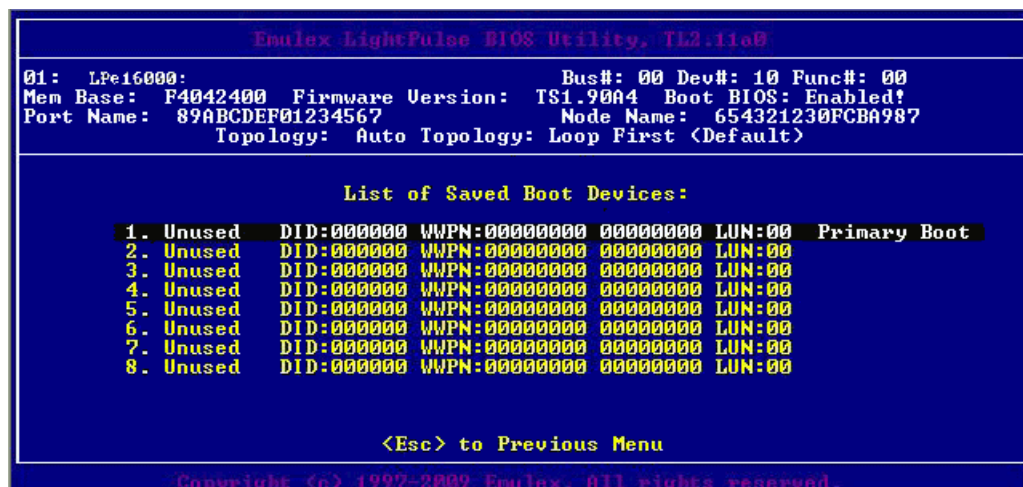 Emulex LightPulse BIOS Utility, TL2.11a0
01: LPe16000: Bus#: 00 Dev#: 10 Func#: 00
Mem Base: F4042400 Firmware Version: TS1.90A4 Boot BIOS: Enabled!
Port Name: 89ABCDEF01234567 Node Name: 654321230FCBA987
Topology: Auto Topology: Loop First <Default>
List of Saved Boot Devices:
1. Unused DID:000000 WWPN:00000000 00000000 LUN:00 Primary Boot
2. Unused DID:000000 WWPN:00000000 00000000 LUN:00
3. Unused DID:000000 WWPN:00000000 00000000 LUN:00
4. Unused DID:000000 WWPN:00000000 00000000 LUN:00
5. Unused DID:000000 WWPN:00000000 00000000 LUN:00
6. Unused DID:000000 WWPN:00000000 00000000 LUN:00
7. Unused DID:000000 WWPN:00000000 00000000 LUN:00
8. Unused DID:000000 WWPN:00000000 00000000 LUN:00
<Esc> to Previous Menu
Copyright (c) 1997-2009 Emulex. All rights reserved.